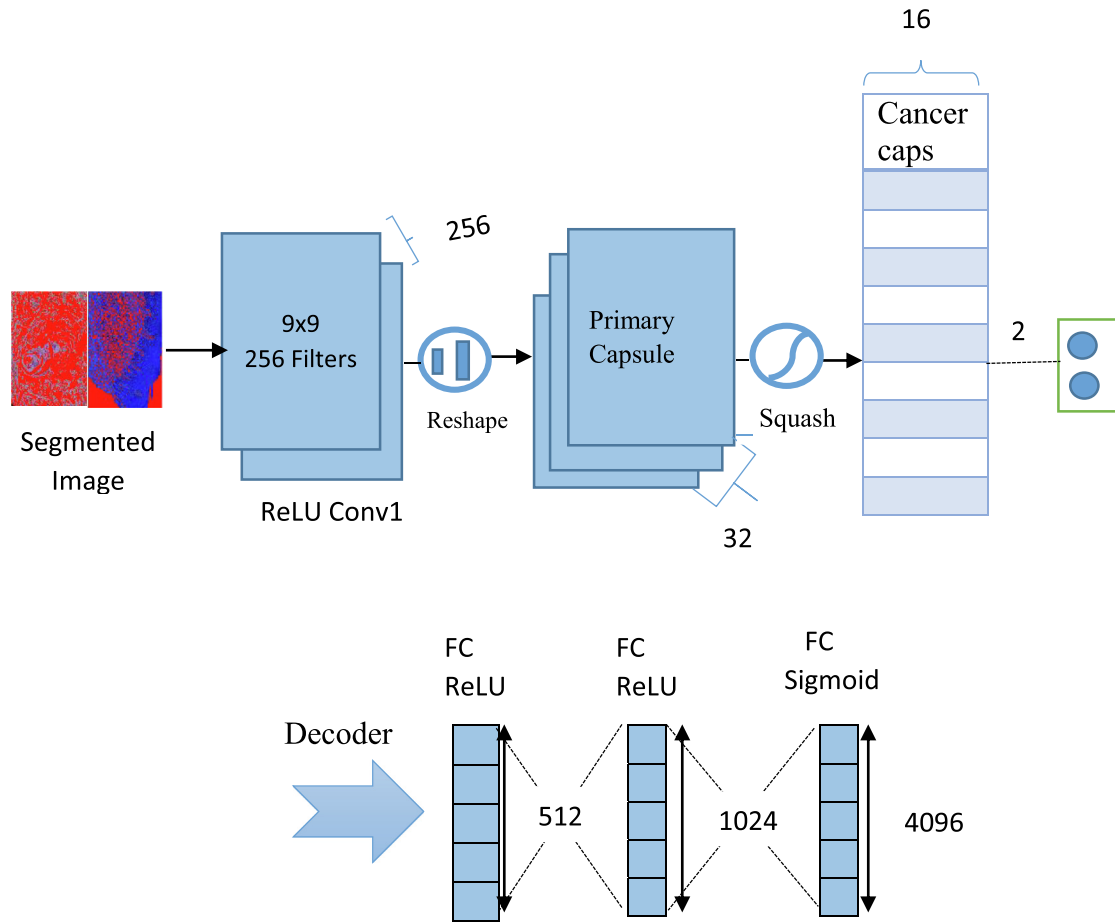 16
Cancer
caps
256
9x9
256 Filters
Primary
Capsule
2
Reshape
Squash
Segmented
Image
ReLU Conv1
32
FC
ReLU
FC
ReLU
FC
Sigmoid
Decoder
512
1024
4096